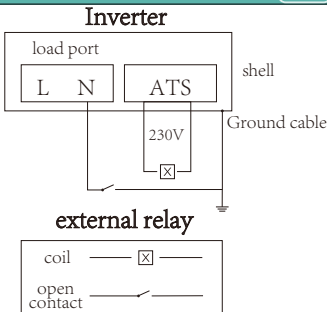 Inverter
load port
L N ATS
shell
230V
Ground cable
X
external relay
coil X
open
contact